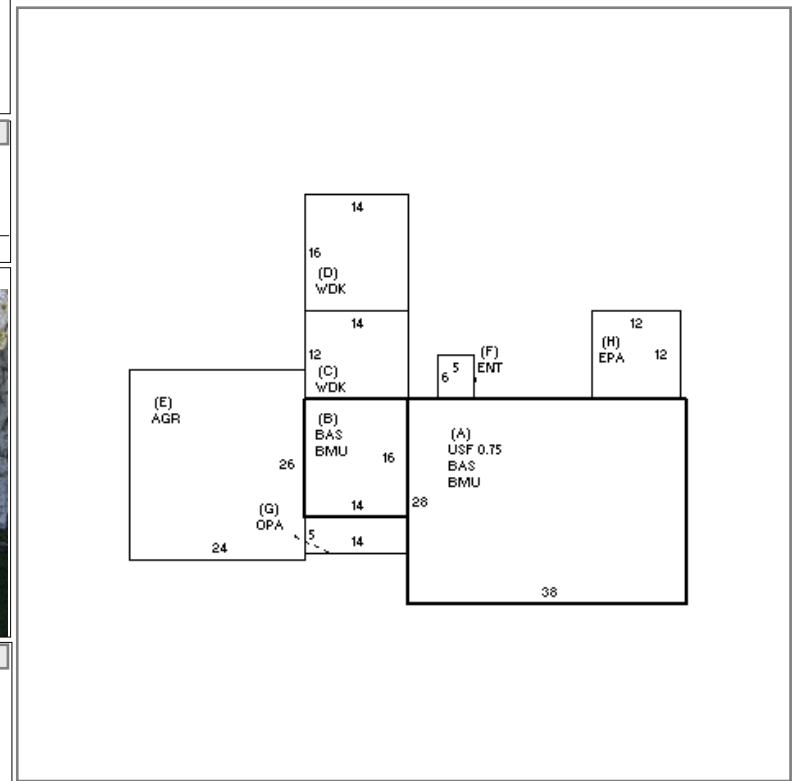 14
16
(D)
WDK
14
12
(C)
WDK
12
(H)
EPA
12
(F)
ENT
5
6
(E)
AGR
26
24
(B)
BAS
BMU
16
14
(A)
USF 0.75
BAS
BMU
28
38
(G)
OPA
5
14